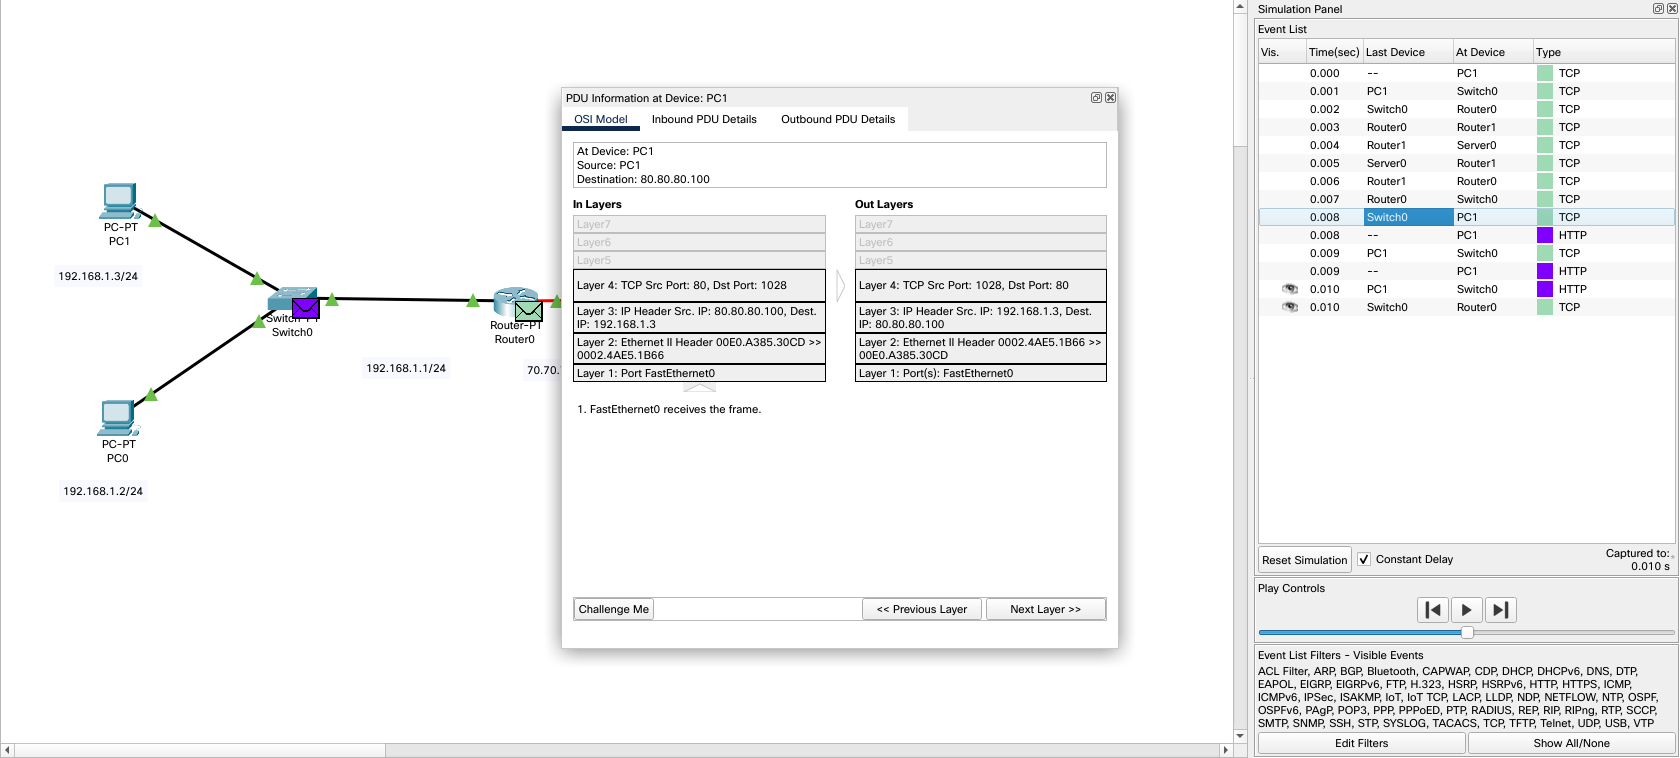 PC-PT
PC1
192.168.1.3/24
Switch0
PC-PT
PC0
192.168.1.2/24
192.168.1.1/24
Router-PT
Router0
70.70.
PDU Information at Device: PC1
OSI Model Inbound PDU Details Outbound PDU Details
At Device: PC1
Source: PC1
Destination: 80.80.80.100
In Layers
Layer7
Layer6
Layer5
Layer 4: TCP Src Port: 80, Dst Port: 1028
Layer 3: IP Header Src. IP: 80.80.80.100, Dest.
IP: 192.168.1.3
Layer 2: Ethernet II Header 00E0.A385.30CD >>
0002.4AE5.1B66
Layer 1: Port FastEthernet0
Out Layers
Layer7
Layer6
Layer5
Layer 4: TCP Src Port: 1028, Dst Port: 80
Layer 3: IP Header Src. IP: 192.168.1.3, Dest.
IP: 80.80.80.100
Layer 2: Ethernet II Header 0002.4AE5.1B66 >>
00E0.A385.30CD
Layer 1: Port(s): FastEthernet0
1. FastEthernet0 receives the frame.
Challenge Me << Previous Layer Next Layer >>
Simulation Panel
Event List
Vis. Time(sec) Last Device At Device Type
0.000 -- PC1 TCP
0.001 PC1 Switch0 TCP
0.002 Switch0 Router0 TCP
0.003 Router0 Router1 TCP
0.004 Router1 Server0 TCP
0.005 Server0 Router1 TCP
0.006 Router1 Router0 TCP
0.007 Router0 Switch0 TCP
0.008 Switch0 PC1 TCP
0.008 -- PC1 HTTP
0.009 PC1 Switch0 TCP
0.009 -- PC1 HTTP
0.010 PC1 Switch0 HTTP
0.010 Switch0 Router0 TCP
Reset Simulation Constant Delay
Captured to:
0.010 s
Play Controls
Event List Filters - Visible Events
ACL Filter, ARP, BGP, Bluetooth, CAPWAP, CDP, DHCP, DHCPv6, DNS, DTP,
EAPOL, EIGRP, EIGRPv6, FTP, H.323, HSRP, HSRPv6, HTTP, HTTPS, ICMP,
ICMPv6, IPSec, ISAKMP, IoT, IoT TCP, LACP, LLDP, NDP, NETFLOW, NTP, OSPF,
OSPFv6, PAgP, POP3, PPP, PPPoED, PTP, RADIUS, REP, RIP, RIPng, RTP, SCCP,
SMTP, SNMP, SSH, STP, SYSLOG, TACACS, TCP, TFTP, Telnet, UDP, USB, VTP
Edit Filters Show All/None